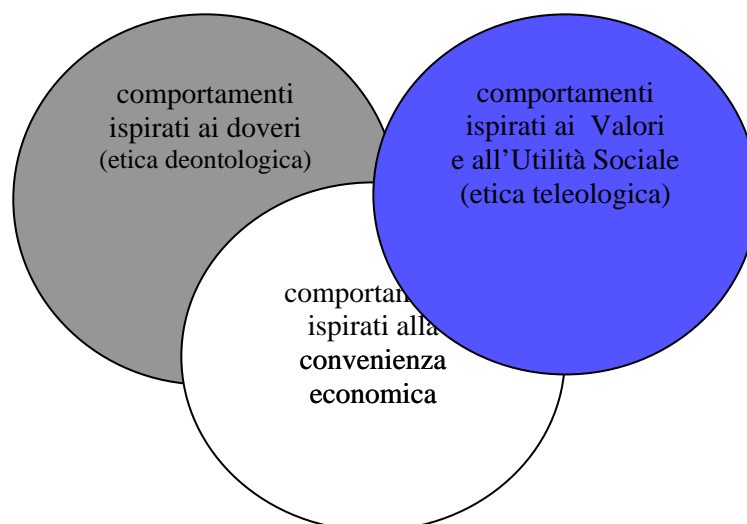 comportamenti
ispirati ai doveri
(etica deontologica)
comportamenti
ispirati ai Valori
e all’Utilità Sociale
(etica teleologica)
comportamen
ispirati alla
convenienza
economica